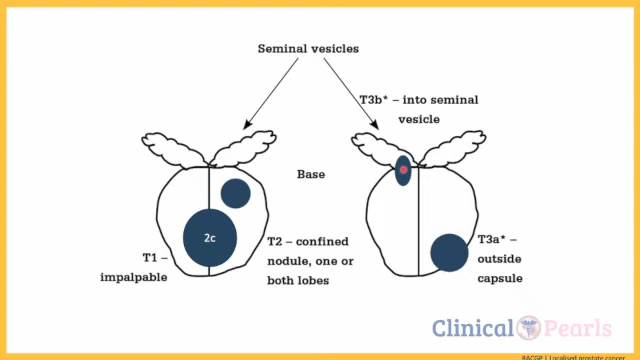 Seminal vesicles
T3b* – into seminal
vesicle
Base
2c
T1 –
impalpable
T2 – confined
nodule, one or
both lobes
T3a* –
outside
capsule
Clinical Pearls
RACGP | Localised prostate cancer